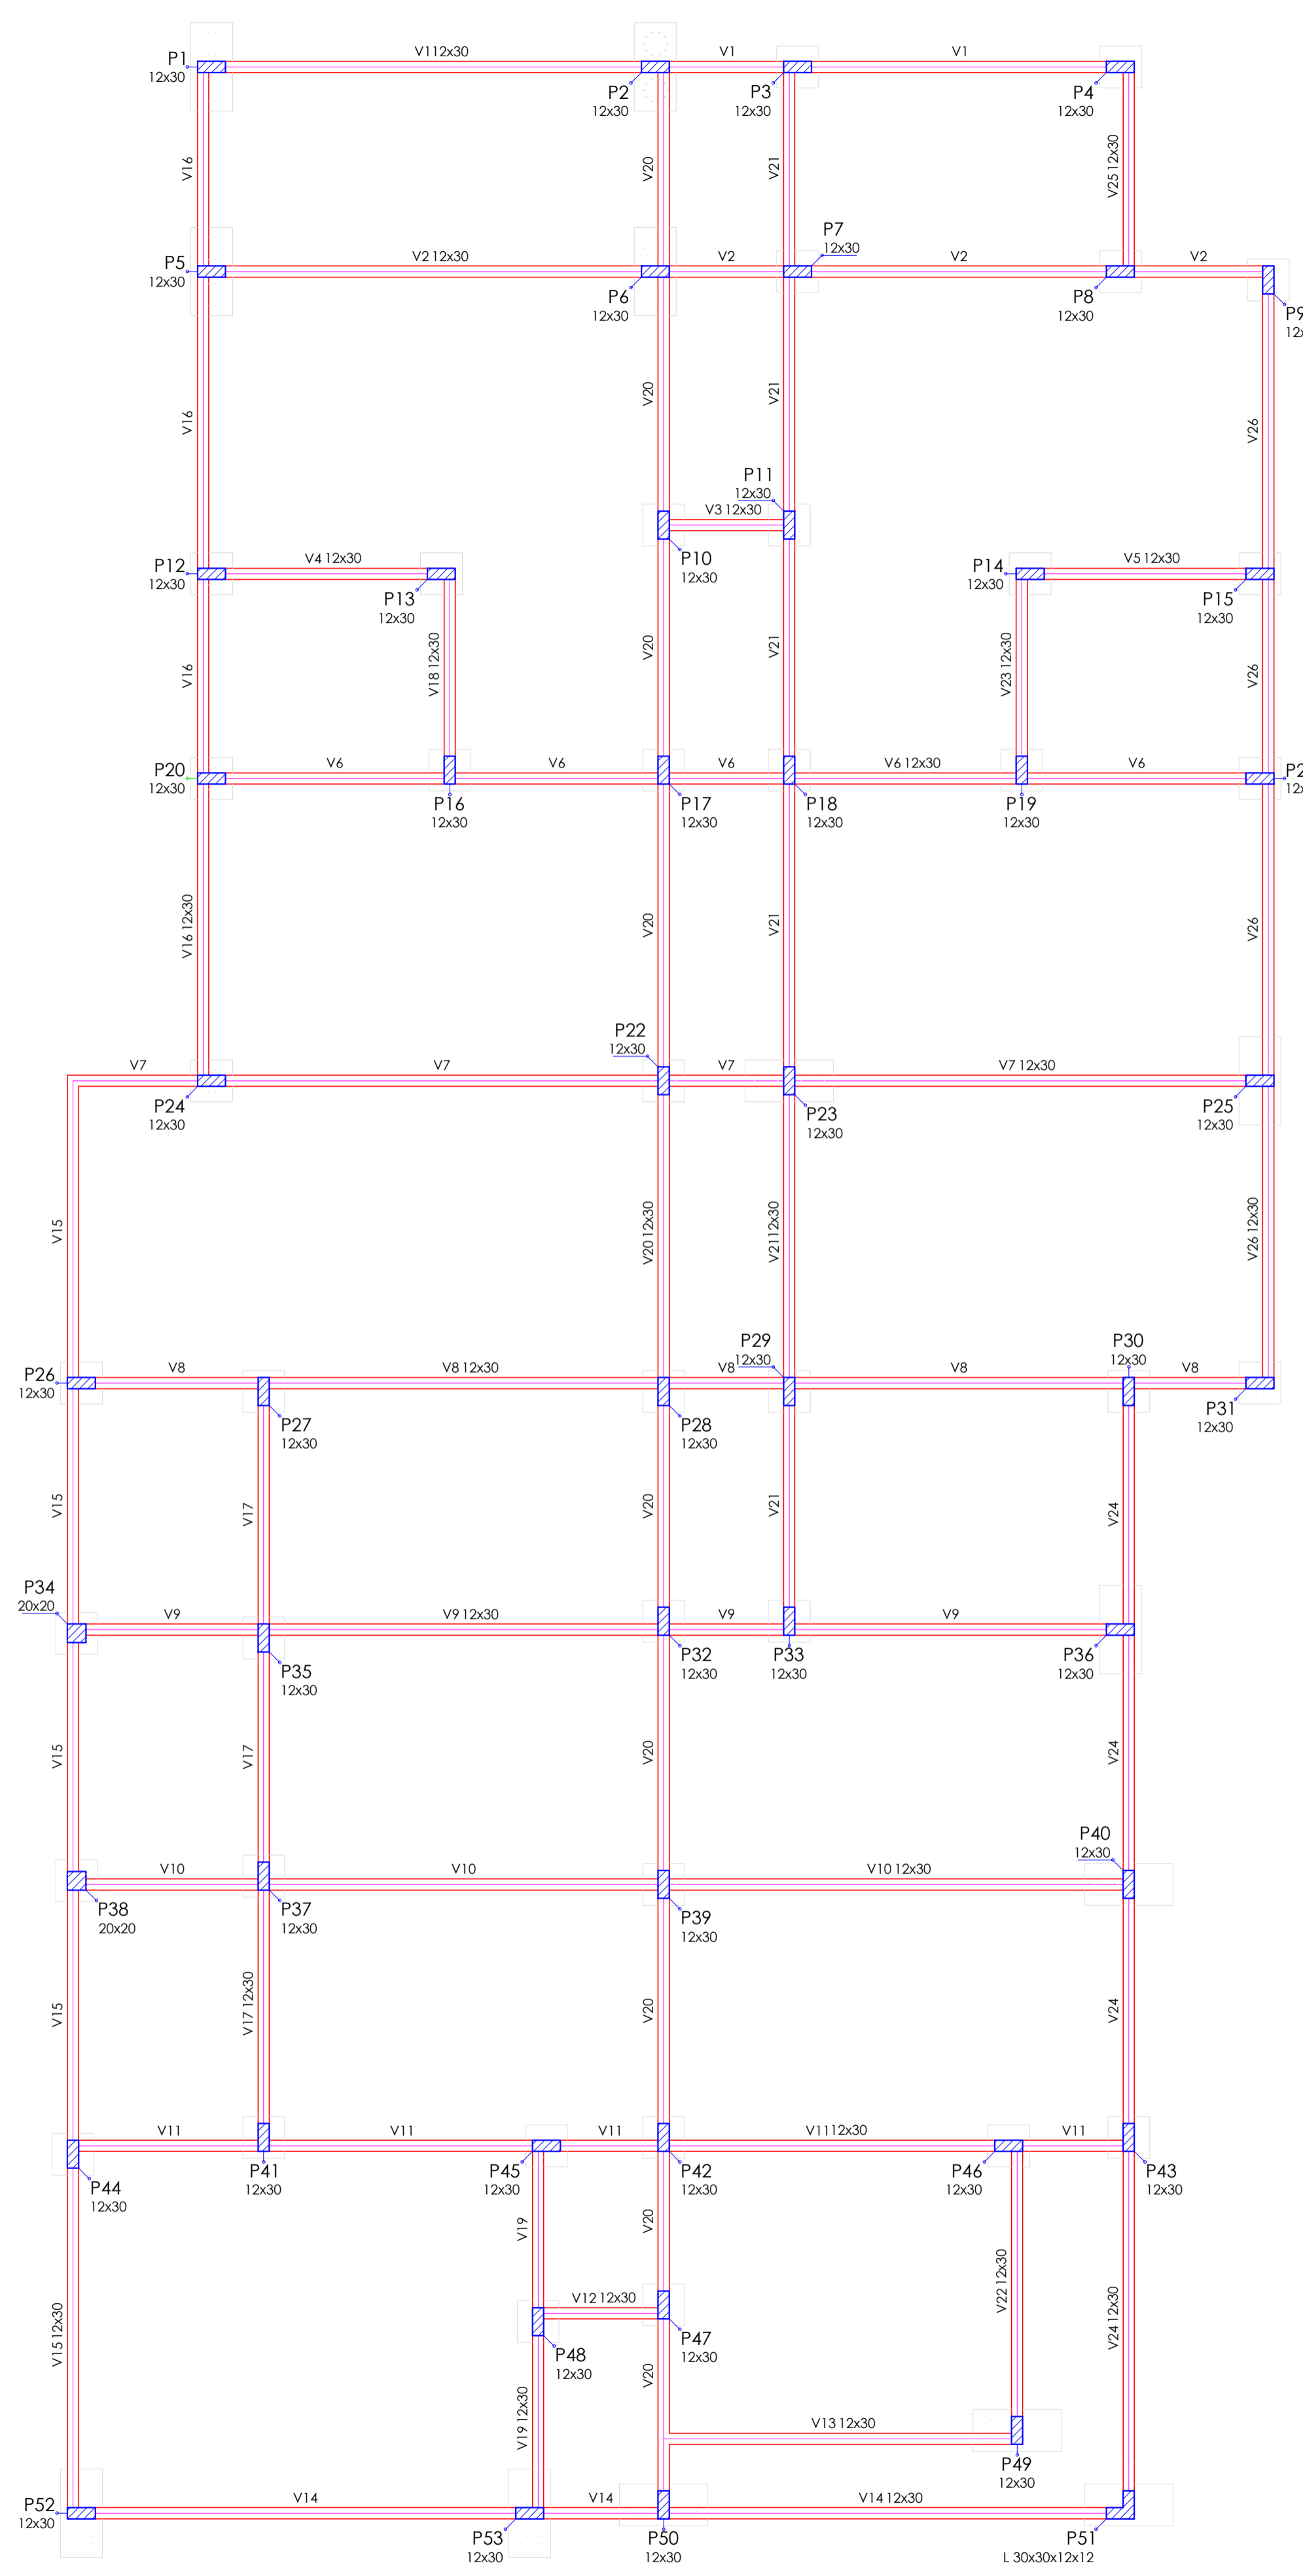 V1 12x30
V1
V1
P1
12x30
P2
12x30
P3
12x30
P4
12x30
V16
V20
V21
V25 12x30
P7
12x30
V2 12x30
V2
V2
V2
P5
12x30
P6
12x30
P8
12x30
P9
V16
V20
V21
V26
P11
12x30
V3 12x30
P10
12x30
V4 12x30
V5 12x30
P12
12x30
P13
12x30
P14
12x30
P15
12x30
V16
V18 12x30
V20
V21
V23 12x30
V26
V6
V6
V6
V6 12x30
V6
P20
12x30
P16
12x30
P17
12x30
P18
12x30
P19
12x30
V16 12x30
V20
V21
V26
P22
12x30
V7
V7
V7
V7 12x30
P24
12x30
P23
12x30
P25
12x30
V15
V20 12x30
V21 12x30
V26 12x30
P29
12x30
P30
12x30
V8
V8 12x30
V8
V8
V8
P26
12x30
P27
12x30
P28
12x30
P31
12x30
V15
V17
V20
V21
V24
P34
20x20
V9
V9 12x30
V9
V9
P35
12x30
P32
12x30
P33
12x30
P36
12x30
V15
V17
V20
V24
P40
12x30
V10
V10
V10 12x30
P38
20x20
P37
12x30
P39
12x30
V15
V17 12x30
V20
V24
V11
V11
V11
V11 12x30
V11
P44
12x30
P41
12x30
P45
12x30
P42
12x30
P46
12x30
P43
12x30
V19
V20
V22 12x30
V24 12x30
V15 12x30
V12 12x30
P48
12x30
P47
12x30
V19 12x30
V20
V13 12x30
P49
12x30
V14
V14
V14 12x30
P52
12x30
P53
12x30
P50
12x30
P51
L 30x30x12x12